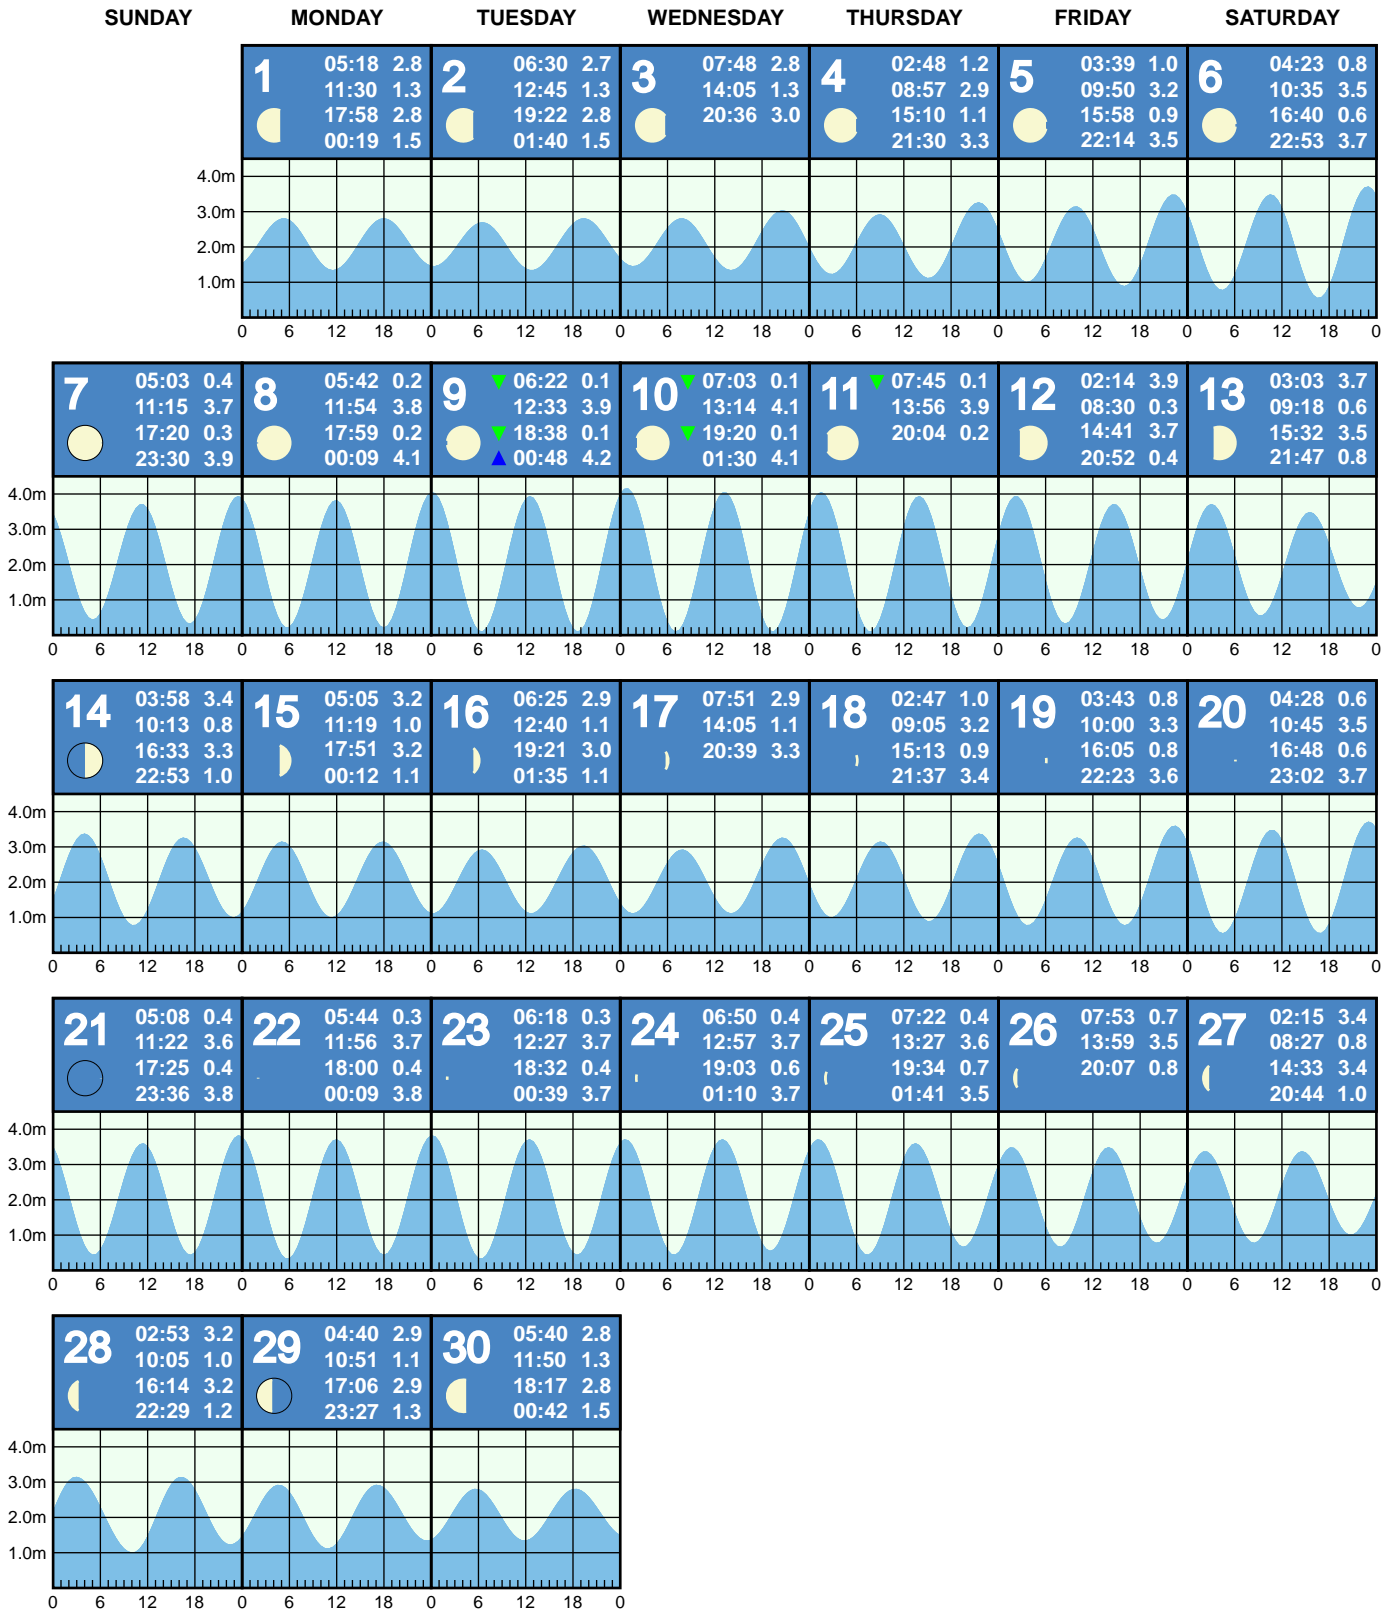 SUNDAY MONDAY TUESDAY WEDNESDAY THURSDAY FRIDAY SATURDAY
1 05:18 2.8
11:30 1.3
17:58 2.8
00:19 1.5
2 06:30 2.7
12:45 1.3
19:22 2.8
01:40 1.5
3 07:48 2.8
14:05 1.3
20:36 3.0
4 02:48 1.2
08:57 2.9
15:10 1.1
21:30 3.3
5 03:39 1.0
09:50 3.2
15:58 0.9
22:14 3.5
6 04:23 0.8
10:35 3.5
16:40 0.6
22:53 3.7
4.0m
3.0m
2.0m
1.0m
0 6 12 18 0 6 12 18 0 6 12 18 0 6 12 18 0 6 12 18 0 6 12 18 0
7 05:03 0.4
11:15 3.7
17:20 0.3
23:30 3.9
8 05:42 0.2
11:54 3.8
17:59 0.2
00:09 4.1
9 06:22 0.1
12:33 3.9
18:38 0.1
00:48 4.2
10 07:03 0.1
13:14 4.1
19:20 0.1
01:30 4.1
11 07:45 0.1
13:56 3.9
20:04 0.2
12 02:14 3.9
08:30 0.3
14:41 3.7
20:52 0.4
13 03:03 3.7
09:18 0.6
15:32 3.5
21:47 0.8
4.0m
3.0m
2.0m
1.0m
0 6 12 18 0 6 12 18 0 6 12 18 0 6 12 18 0 6 12 18 0 6 12 18 0 6 12 18 0
14 03:58 3.4
10:13 0.8
16:33 3.3
22:53 1.0
15 05:05 3.2
11:19 1.0
17:51 3.2
00:12 1.1
16 06:25 2.9
12:40 1.1
19:21 3.0
01:35 1.1
17 07:51 2.9
14:05 1.1
20:39 3.3
18 02:47 1.0
09:05 3.2
15:13 0.9
21:37 3.4
19 03:43 0.8
10:00 3.3
16:05 0.8
22:23 3.6
20 04:28 0.6
10:45 3.5
16:48 0.6
23:02 3.7
4.0m
3.0m
2.0m
1.0m
0 6 12 18 0 6 12 18 0 6 12 18 0 6 12 18 0 6 12 18 0 6 12 18 0 6 12 18 0
21 05:08 0.4
11:22 3.6
17:25 0.4
23:36 3.8
22 05:44 0.3
11:56 3.7
18:00 0.4
00:09 3.8
23 06:18 0.3
12:27 3.7
18:32 0.4
00:39 3.7
24 06:50 0.4
12:57 3.7
19:03 0.6
01:10 3.7
25 07:22 0.4
13:27 3.6
19:34 0.7
01:41 3.5
26 07:53 0.7
13:59 3.5
20:07 0.8
27 02:15 3.4
08:27 0.8
14:33 3.4
20:44 1.0
4.0m
3.0m
2.0m
1.0m
0 6 12 18 0 6 12 18 0 6 12 18 0 6 12 18 0 6 12 18 0 6 12 18 0 6 12 18 0
28 02:53 3.2
10:05 1.0
16:14 3.2
22:29 1.2
29 04:40 2.9
10:51 1.1
17:06 2.9
23:27 1.3
30 05:40 2.8
11:50 1.3
18:17 2.8
00:42 1.5
4.0m
3.0m
2.0m
1.0m
0 6 12 18 0 6 12 18 0 6 12 18 0